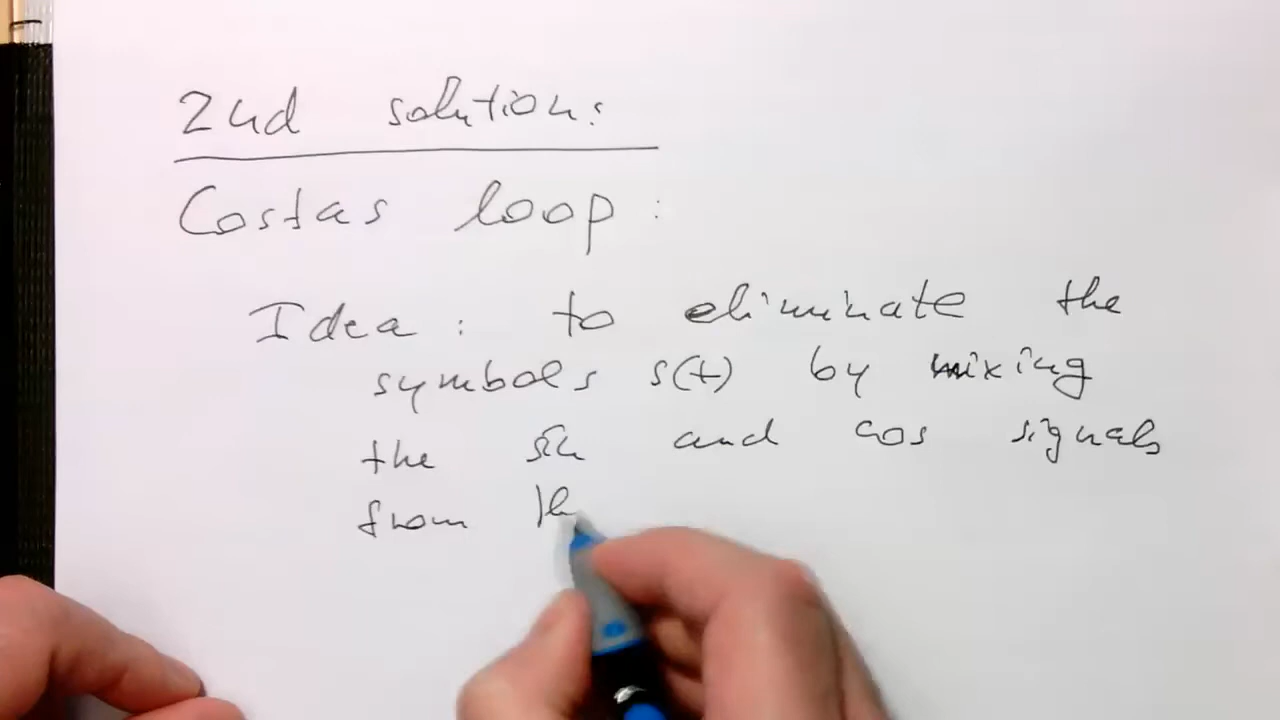 2nd solution:
Costas loop :
Idea : to eliminate the
symbols s(t) by mixing
the sin and cos signals
from